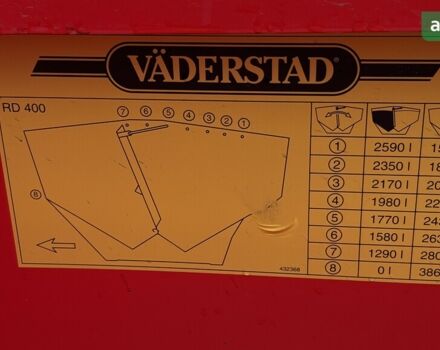 VÄDERSTAD
RD 400
7 6 5 4 3 2 1
8
432368
1 2590 l
2 2350 l
3 2170 l
4 1980 l
5 1770 l
6 1580 l
7 1290 l
8 0 l 386